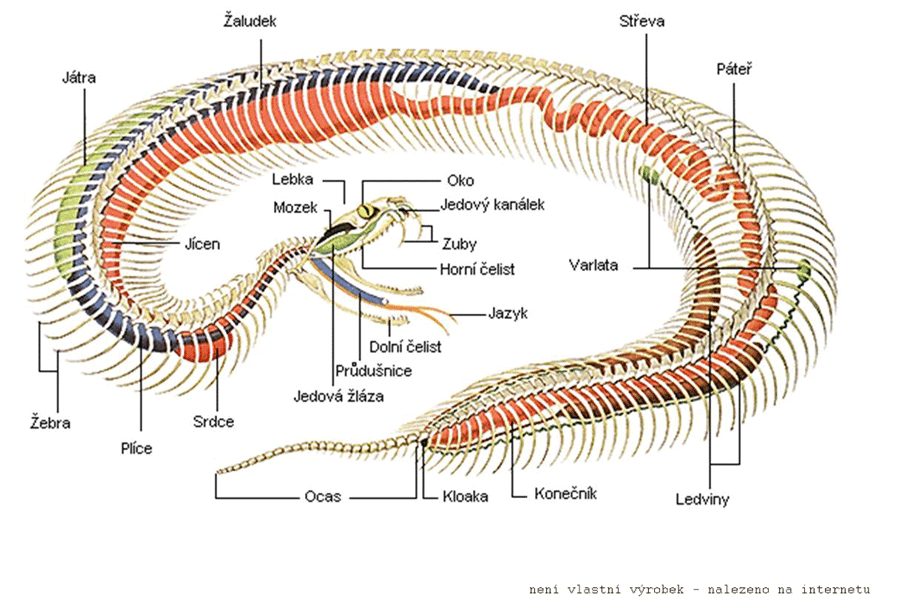 Žaludek
Střeva
Játra
Páteř
Lebka
Oko
Mozek
Jedový kanálek
Zuby
Jícen
Varlata
Horní čelist
Jazyk
Dolní čelist
Průdušnice
Jedová žláza
Žebra
Srdce
Plíce
Ocas
Kloaka
Konečník
Ledviny
není vlastní výrobek - nalezeno na internetu